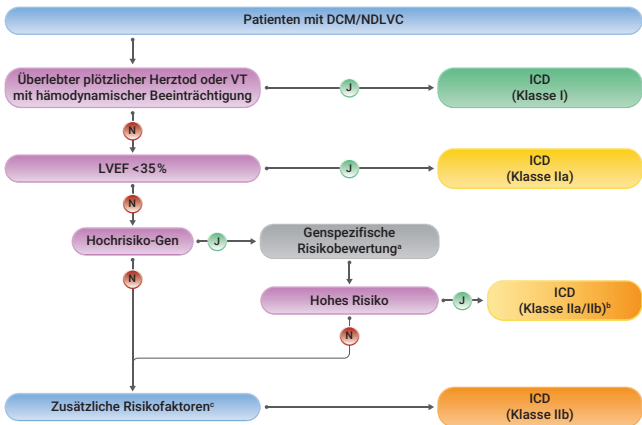 Patienten mit DCM/NDLVC
Überlebter plötzlicher Herztod oder VT
mit hämodynamischer Beeinträchtigung
J
ICD
(Klasse I)
N
LVEF <35%
J
ICD
(Klasse IIa)
N
Hochrisiko-Gen
J
Genspezifische
Risikobewertungᵃ
N
Hohes Risiko
J
ICD
(Klasse IIa/IIb)ᵇ
N
Zusätzliche Risikofaktorenᶜ
ICD
(Klasse IIb)